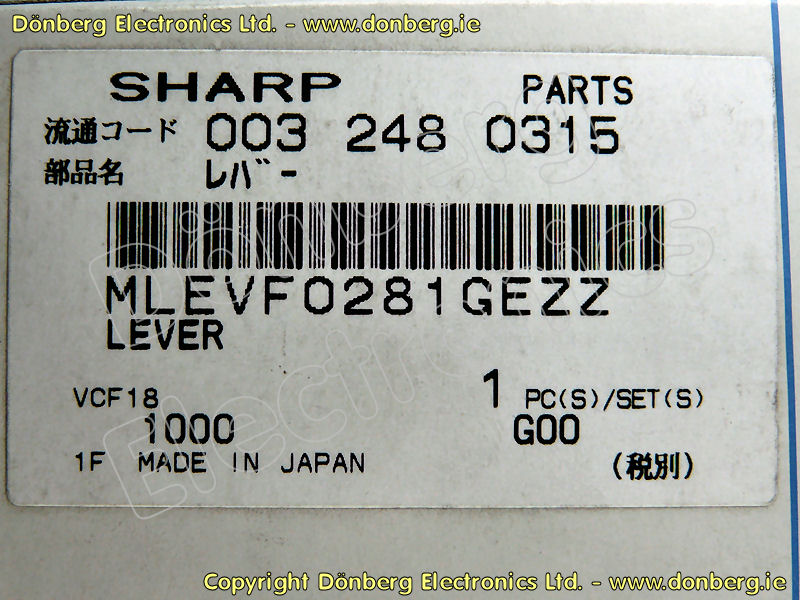 Dönberg Electronics Ltd. - www.donberg.ie
SHARP PARTS
流通コード 003 248 0315
部品名 レバー
MLEVF0281GEZZ
LEVER
VCF18 1 PC(S)/SET(S)
1000 G00
1F MADE IN JAPAN (税別)
Dönberg Electronics
Copyright Dönberg Electronics Ltd. - www.donberg.ie